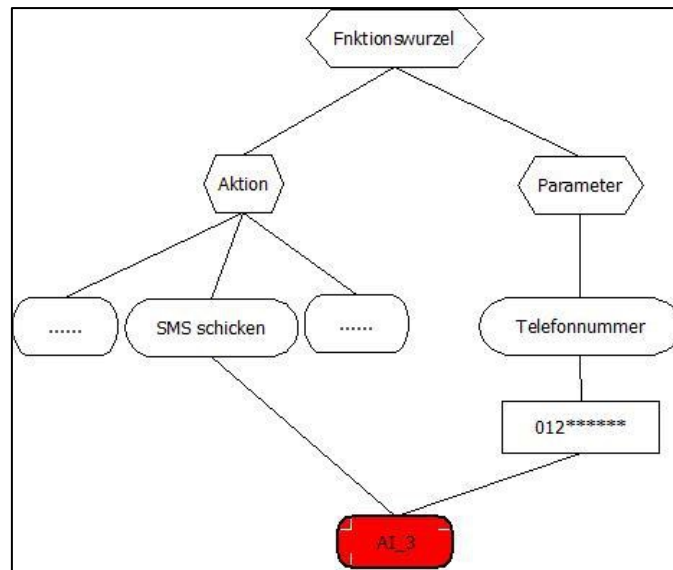 Fnktionswurzel
Aktion
Parameter
......
SMS schicken
......
Telefonnummer
012******
AI_3